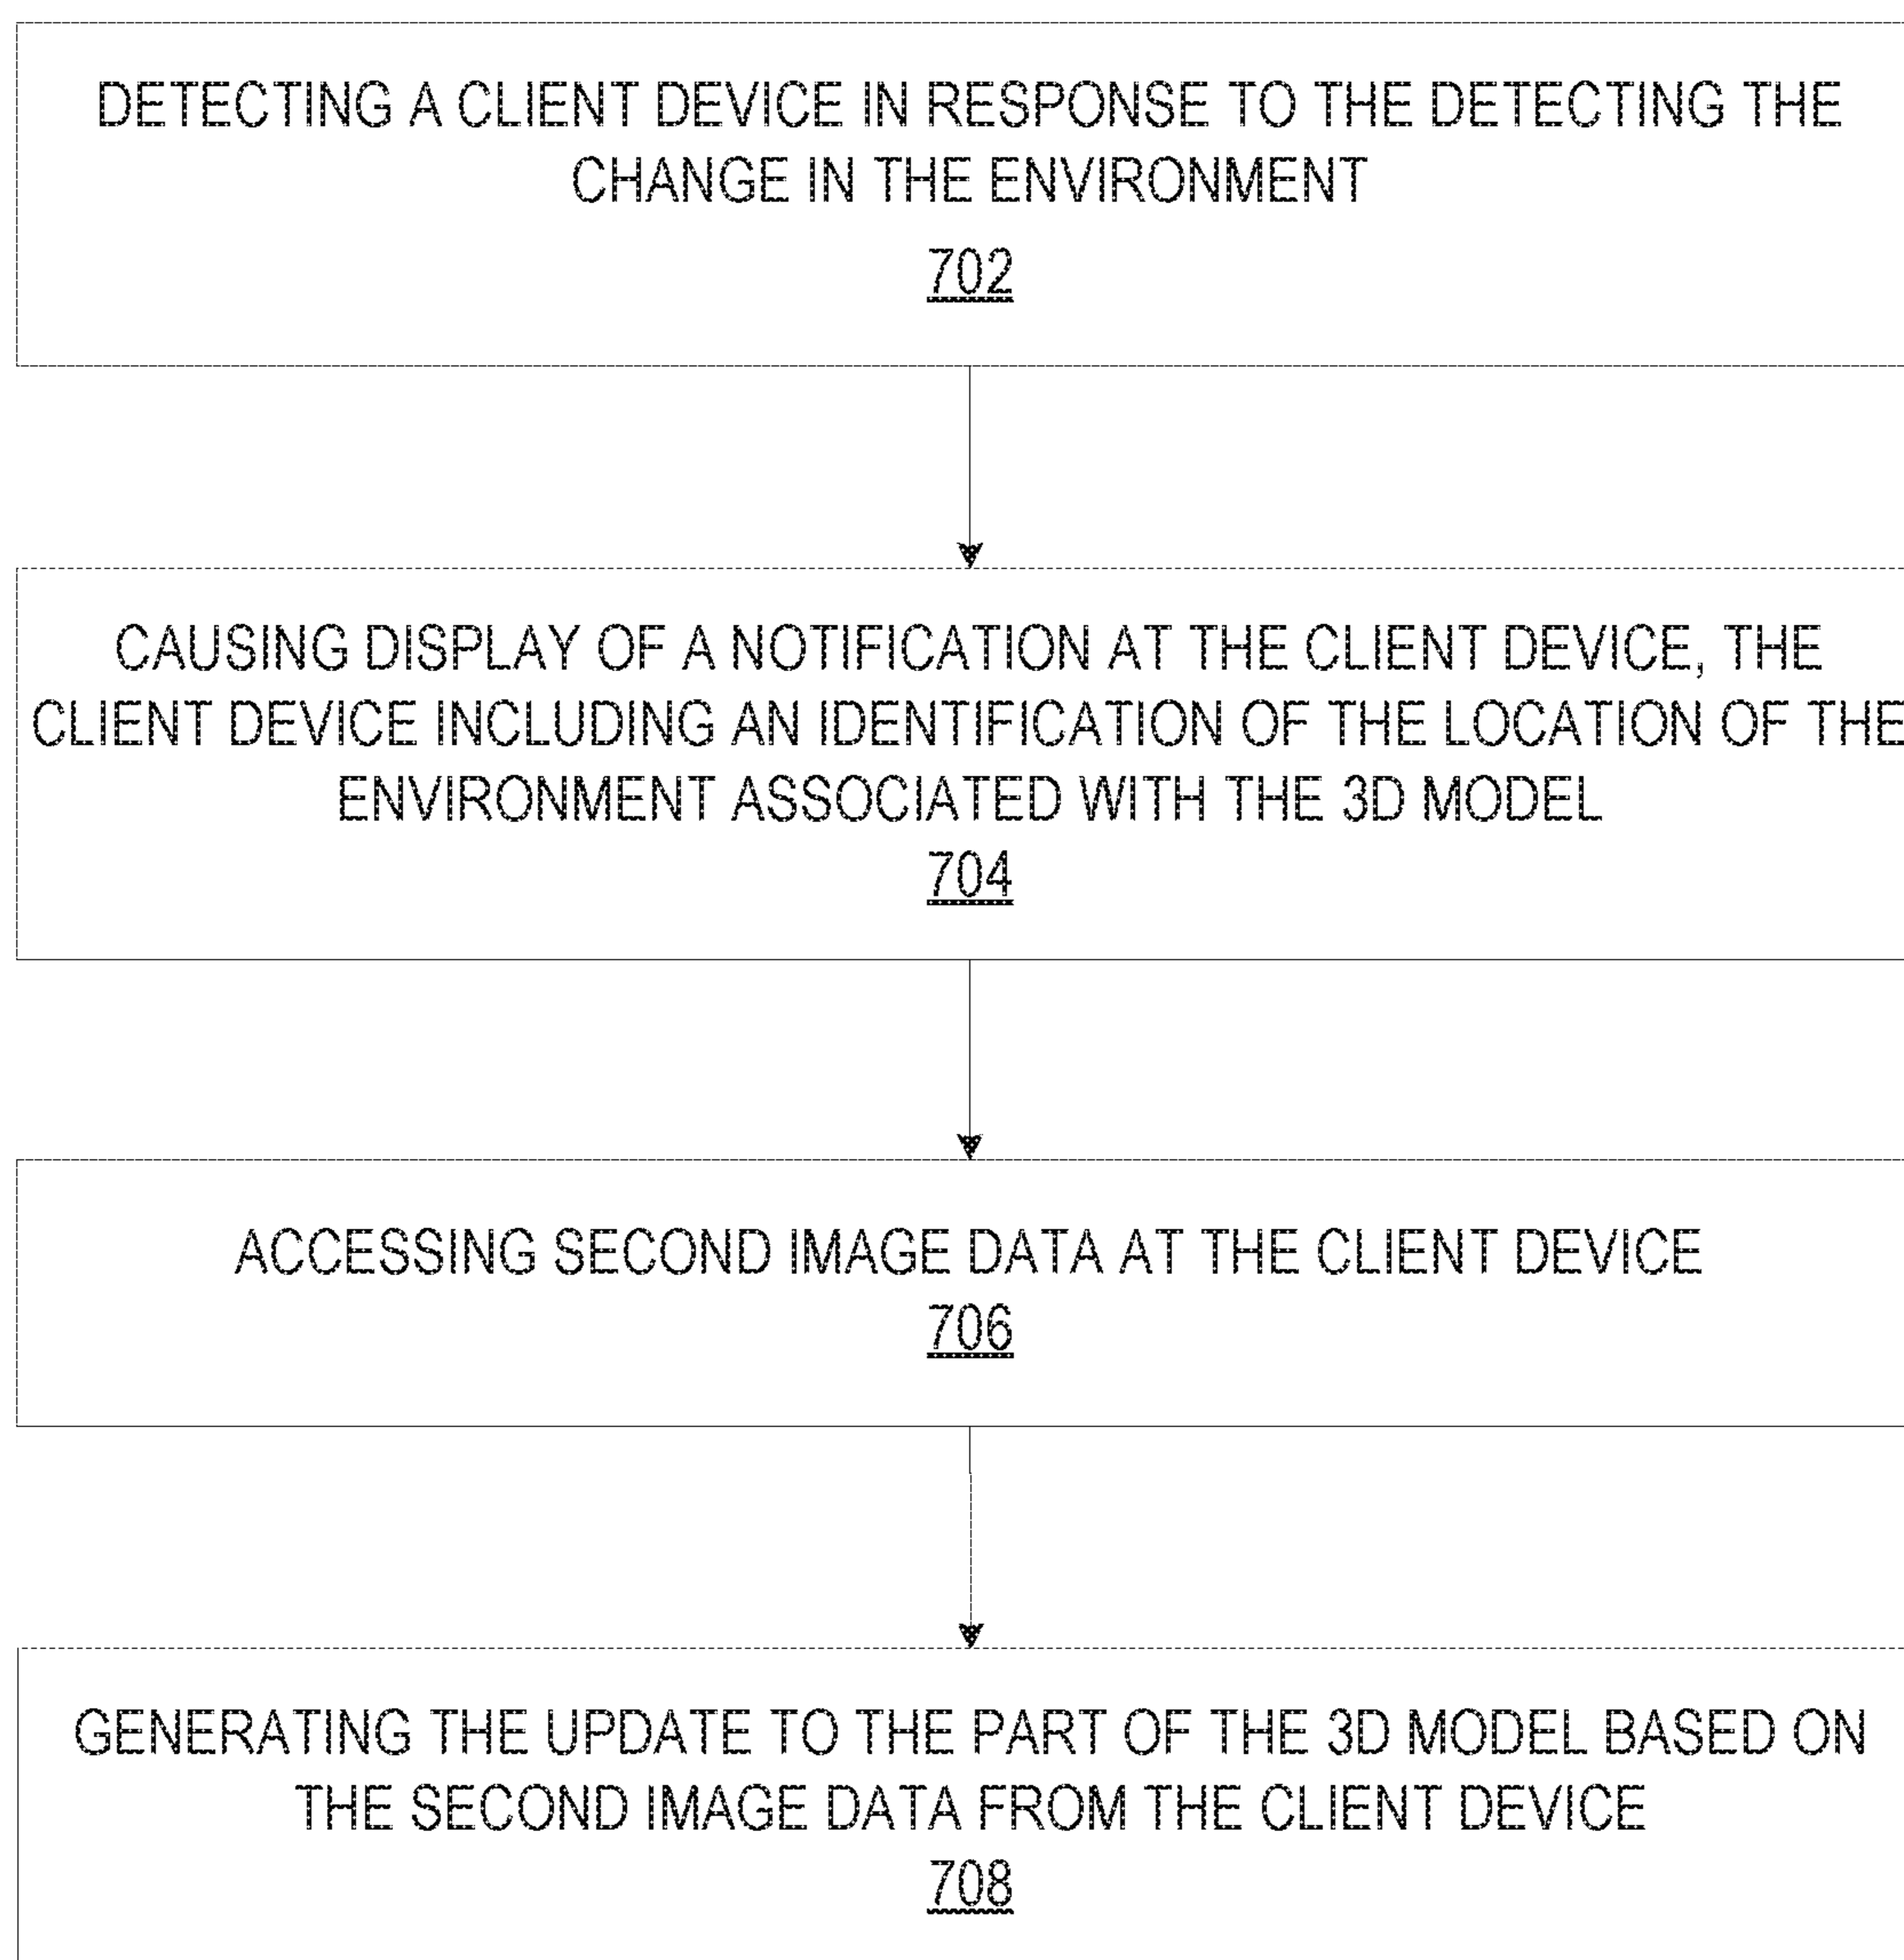 DETECTING A CLIENT DEVICE IN RESPONSE TO THE DETECTING THE
CHANGE IN THE ENVIRONMENT
702
CAUSING DISPLAY OF A NOTIFICATION AT THE CLIENT DEVICE, THE
CLIENT DEVICE INCLUDING AN IDENTIFICATION OF THE LOCATION OF THE
ENVIRONMENT ASSOCIATED WITH THE 3D MODEL
704
ACCESSING SECOND IMAGE DATA AT THE CLIENT DEVICE
706
GENERATING THE UPDATE TO THE PART OF THE 3D MODEL BASED ON
THE SECOND IMAGE DATA FROM THE CLIENT DEVICE
708